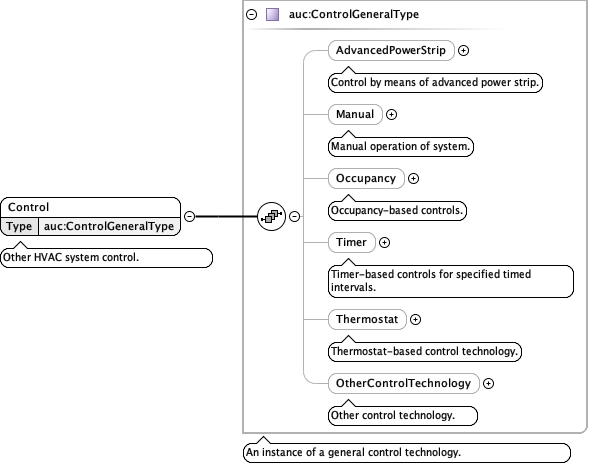 auc:ControlGeneralType
AdvancedPowerStrip
Control by means of advanced power strip.
Manual
Manual operation of system.
Occupancy
Occupancy-based controls.
Control
Type auc:ControlGeneralType
Other HVAC system control.
Timer
Timer-based controls for specified timed
intervals.
Thermostat
Thermostat-based control technology.
OtherControlTechnology
Other control technology.
An instance of a general control technology.